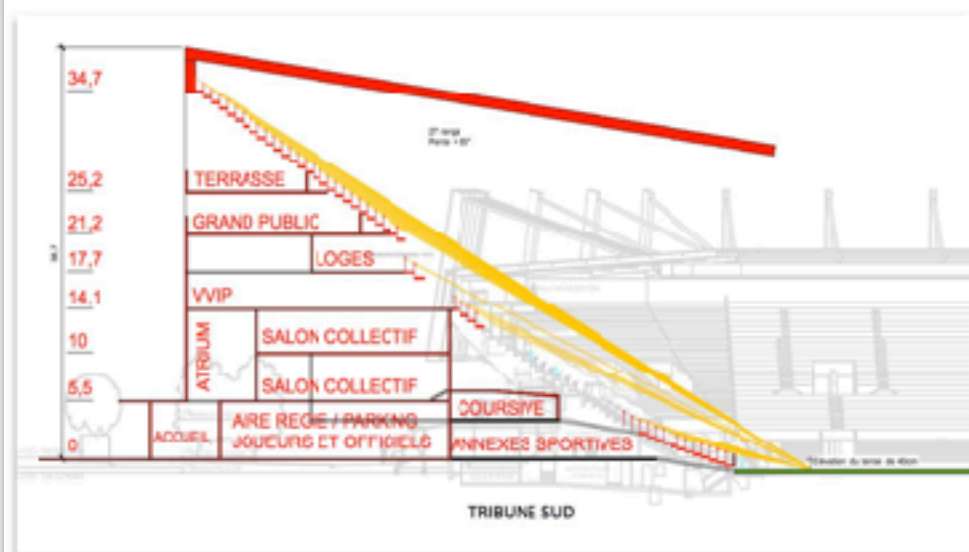 34,7
TERRASSE
25,2
GRAND PUBLIC
21,2
LOGES
17,7
VVIP
14,1
SALON COLLECTIF
10
ATRIUM
SALON COLLECTIF
5,5
COURSIVE
ACCUEIL
AIRE REGIE / PARKING
JOUEURS ET OFFICIELS
ANNEXES SPORTIVES
0
TRIBUNE SUD